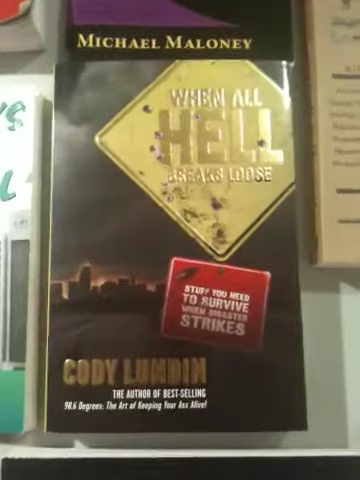 MICHAEL MALONEY
WHEN ALL
HELL
BREAKS LOOSE
STUFF YOU NEED
TO SURVIVE
WHEN DISASTER
STRIKES
CODY LUNDIN
THE AUTHOR OF BEST-SELLING
98.6 Degrees: The Art of Keeping Your Ass Alive!